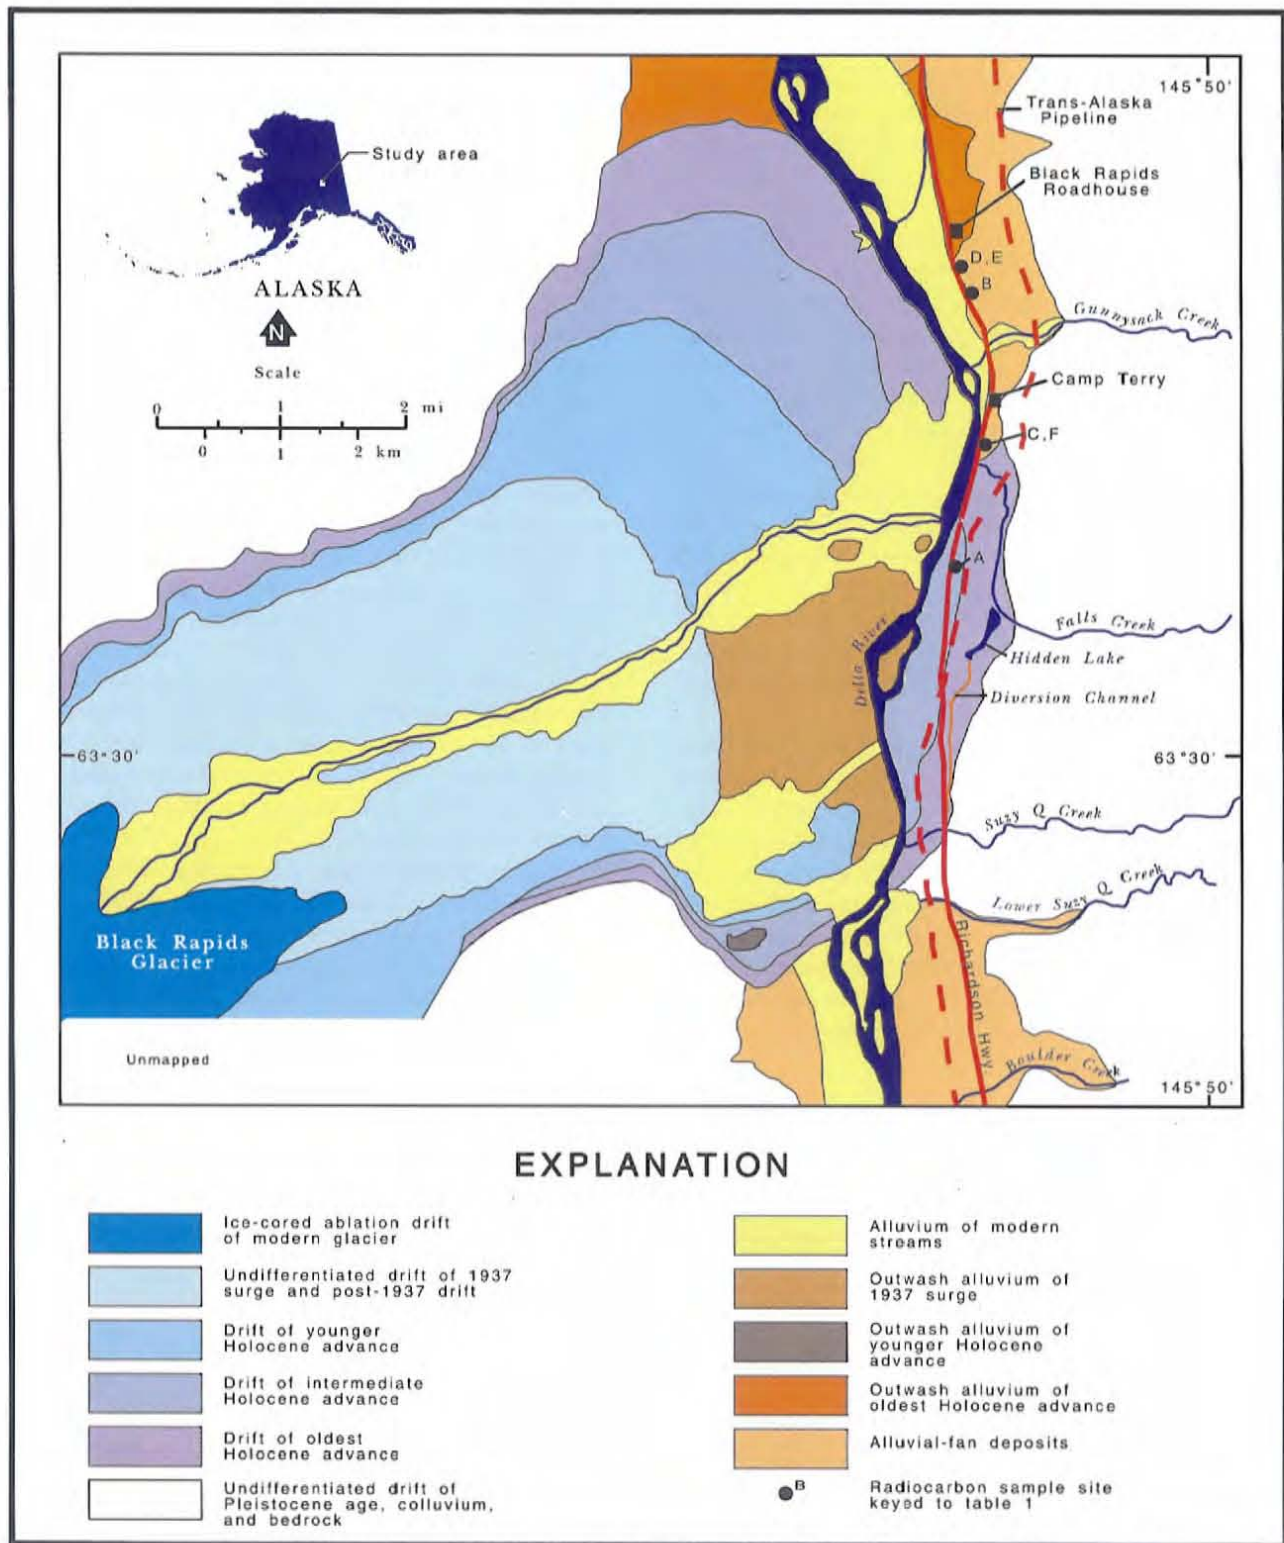 145°50'
Trans-Alaska
Pipeline
Study area
Black Rapids
Roadhouse
D,E
B
ALASKA
N
Gunnysack Creek
Scale
0 1 2 mi
0 1 2 km
Camp Terry
C,F
A
Delta River
Falls Creek
Hidden Lake
Diversion Channel
63°30'
63°30'
Suzy Q Creek
Lower Suzy Q Creek
Black Rapids
Glacier
Richardson Hwy.
Unmapped
Boulder Creek
145°50'
EXPLANATION
Ice-cored ablation drift
of modern glacier
Undifferentiated drift of 1937
surge and post-1937 drift
Drift of younger
Holocene advance
Drift of intermediate
Holocene advance
Drift of oldest
Holocene advance
Undifferentiated drift of
Pleistocene age, colluvium,
and bedrock
Alluvium of modern
streams
Outwash alluvium of
1937 surge
Outwash alluvium of
younger Holocene
advance
Outwash alluvium of
oldest Holocene advance
Alluvial-fan deposits
B
Radiocarbon sample site
keyed to table 1